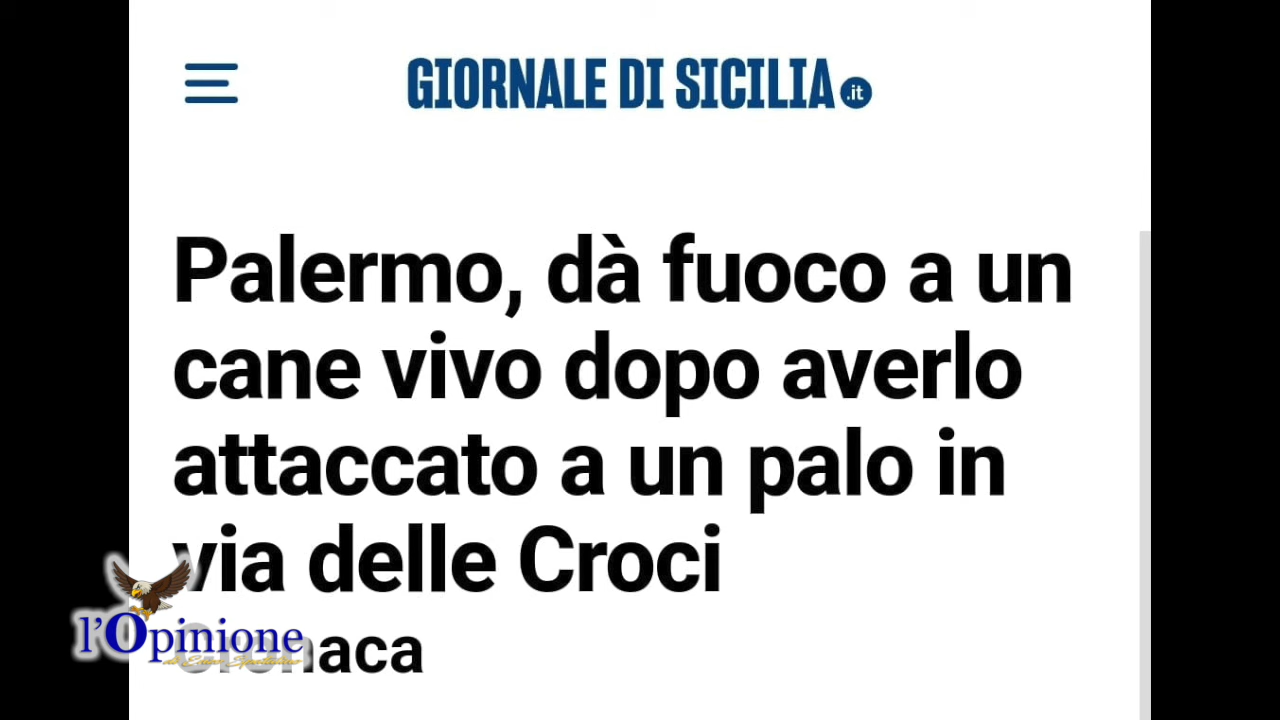 GIORNALE DI SICILIA.it
Palermo, dà fuoco a un
cane vivo dopo averlo
attaccato a un palo in
via delle Croci
Cronaca
l'Opinione